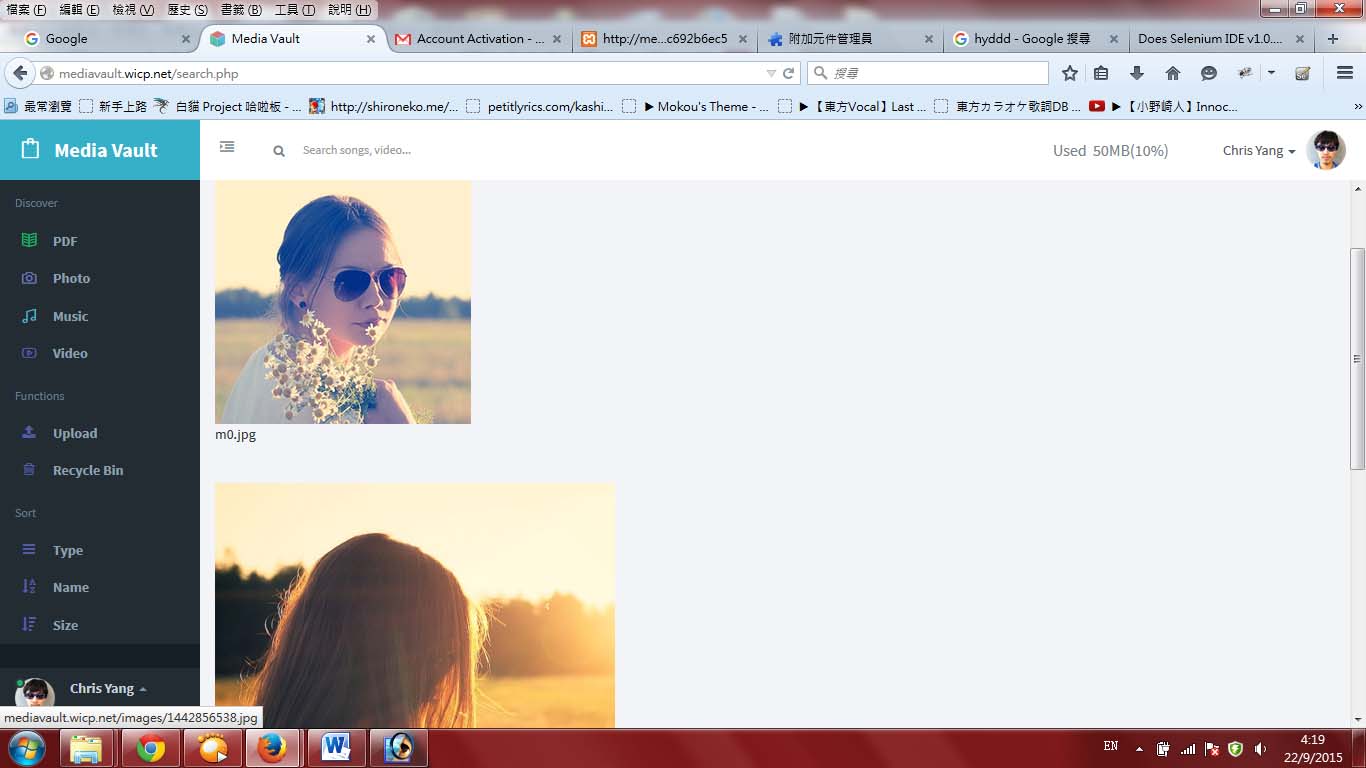 檔案 (F) 編輯 (E) 檢視 (V) 歷史 (S) 書籤 (B) 工具 (T) 說明 (H)
Google Media Vault Account Activation - ... http://me...c692b6ec5 附加元件管理員 hyddd - Google 搜尋 Does Selenium IDE v1.0....
mediavault.wicp.net/search.php 搜尋
最常瀏覽 新手上路 白貓 Project 哈啦板 - ... http://shironeko.me/... petitlyrics.com/kashi... ▶ Mokou's Theme - ... ▶【東方Vocal】Last ... 東方カラオケ歌詞DB ... ▶【小野崎人】Innoc...
Media Vault Search songs, video... Used 50MB(10%) Chris Yang
Discover
PDF
Photo
Music
Video
Functions
Upload
Recycle Bin
Sort
Type
Name
Size
Chris Yang
m0.jpg
mediavault.wicp.net/images/1442856538.jpg
EN 4:19
22/9/2015